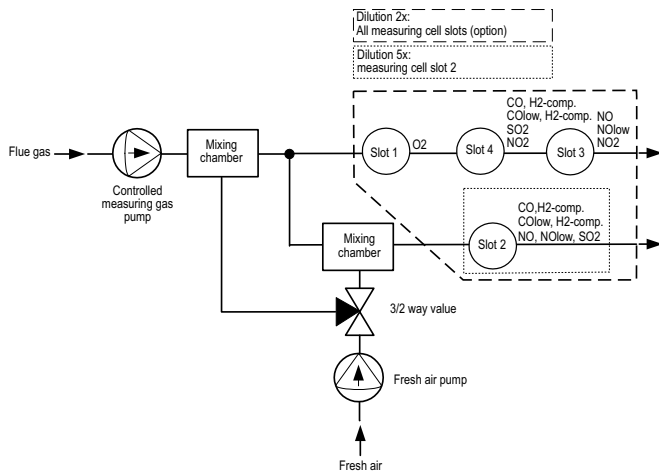 Dilution 2x:
All measuring cell slots (option)
Dilution 5x:
measuring cell slot 2
Flue gas
Controlled
measuring gas
pump
Mixing
chamber
Slot 1
O2
Slot 4
CO, H2-comp.
COlow, H2-comp.
SO2
NO2
Slot 3
NO
NOlow
NO2
Mixing
chamber
Slot 2
CO,H2-comp.
COlow, H2-comp.
NO, NOlow, SO2
3/2 way value
Fresh air pump
Fresh air